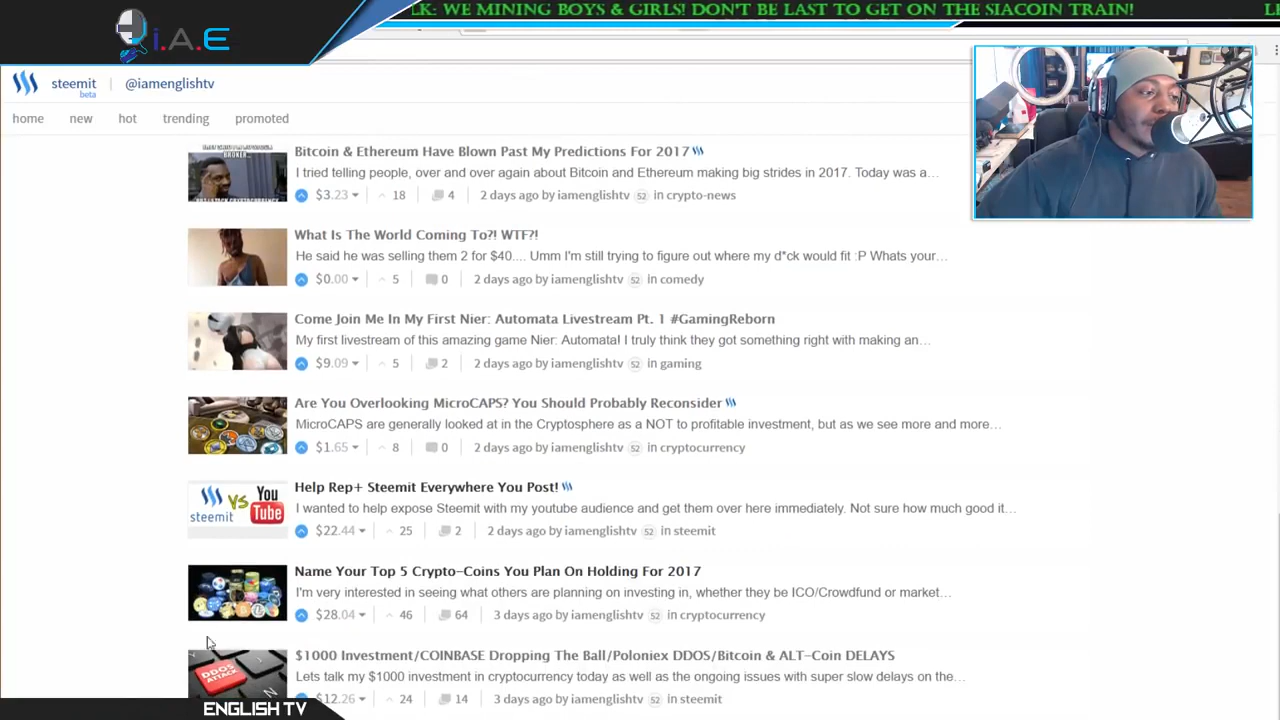 LK: WE MINING BOYS & GIRLS! DON'T BE LAST TO GET ON THE SIACOIN TRAIN!
i.A.E
steemit
beta
@iamenglishtv
home new hot trending promoted
Bitcoin & Ethereum Have Blown Past My Predictions For 2017
I tried telling people, over and over again about Bitcoin and Ethereum making big strides in 2017. Today was a…
$3.23 18 4 2 days ago by iamenglishtv 52 in crypto-news
What Is The World Coming To?! WTF?!
He said he was selling them 2 for $40.... Umm I'm still trying to figure out where my d*ck would fit :P Whats your…
$0.00 5 0 2 days ago by iamenglishtv 52 in comedy
Come Join Me In My First Nier: Automata Livestream Pt. 1 #GamingReborn
My first livestream of this amazing game Nier: Automata! I truly think they got something right with making an…
$9.09 5 2 2 days ago by iamenglishtv 52 in gaming
Are You Overlooking MicroCAPS? You Should Probably Reconsider
MicroCAPS are generally looked at in the Cryptosphere as a NOT to profitable investment, but as we see more and more…
$1.65 8 0 2 days ago by iamenglishtv 52 in cryptocurrency
steemit VS YouTube
Help Rep+ Steemit Everywhere You Post!
I wanted to help expose Steemit with my youtube audience and get them over here immediately. Not sure how much good it…
$22.44 25 2 2 days ago by iamenglishtv 52 in steemit
Name Your Top 5 Crypto-Coins You Plan On Holding For 2017
I'm very interested in seeing what others are planning on investing in, whether they be ICO/Crowdfund or market…
$28.04 46 64 3 days ago by iamenglishtv 52 in cryptocurrency
DDOS ATTACK
$1000 Investment/COINBASE Dropping The Ball/Poloniex DDOS/Bitcoin & ALT-Coin DELAYS
Lets talk my $1000 investment in cryptocurrency today as well as the ongoing issues with super slow delays on the…
$12.26 24 14 3 days ago by iamenglishtv 52 in steemit
ENGLISH TV